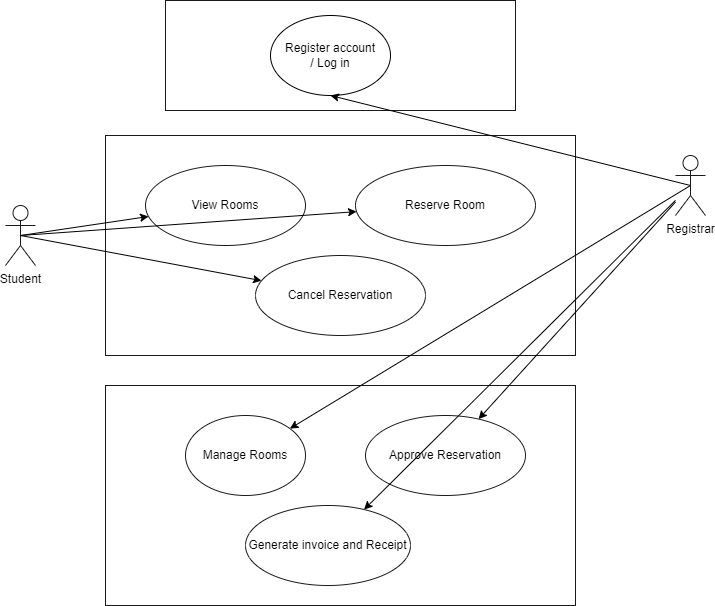 Register account
/ Log in
View Rooms
Reserve Room
Registrar
Student
Cancel Reservation
Manage Rooms
Approve Reservation
Generate invoice and Receipt